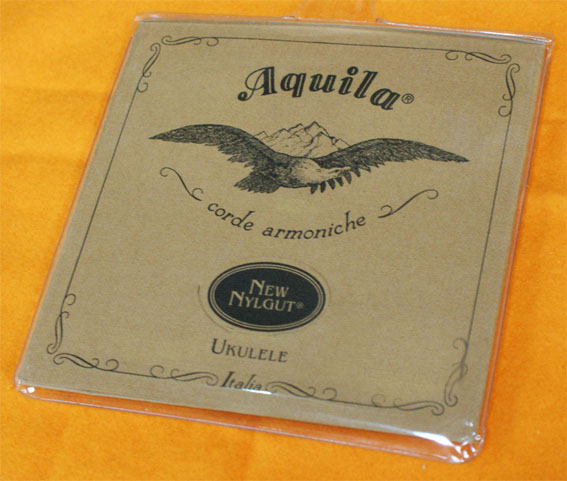 Aquila®
corde armoniche
New
Nylgut®
Ukulele
Italia